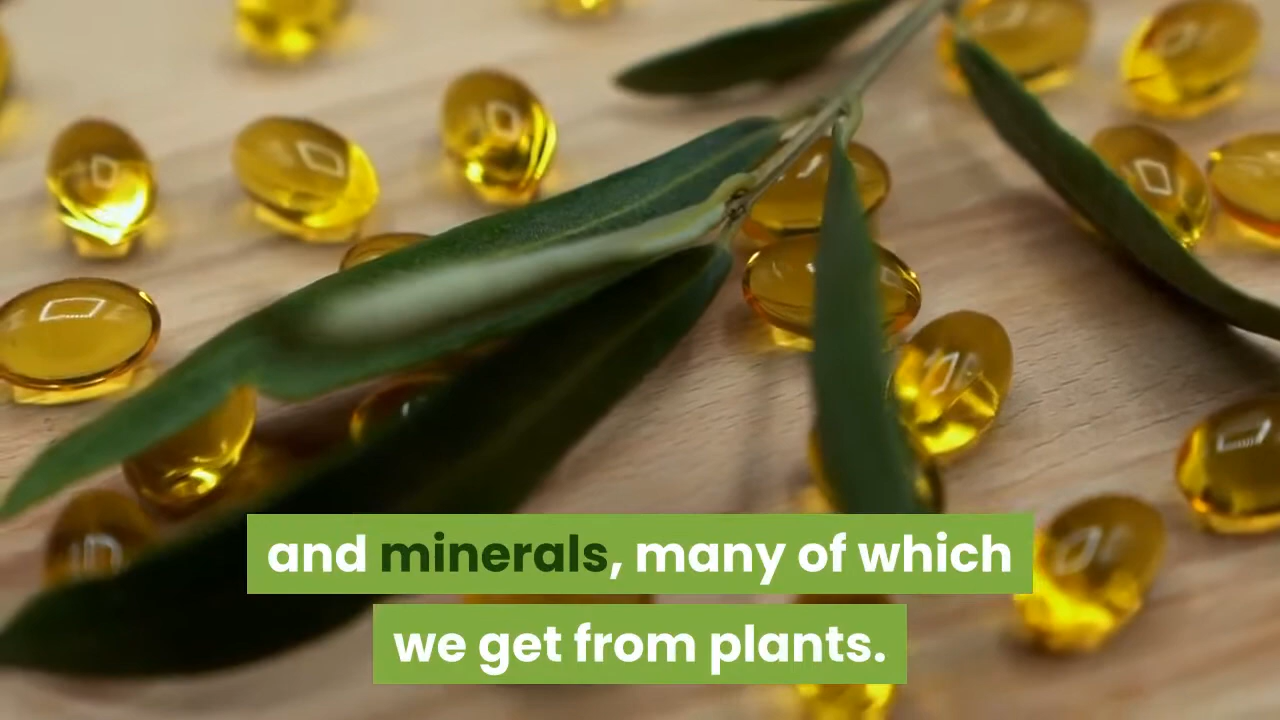 and minerals, many of which
we get from plants.